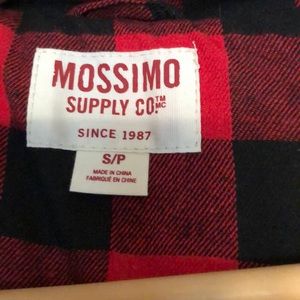 MOSSIMO
SUPPLY CO.™ MC
SINCE 1987
S/P
MADE IN CHINA
FABRIQUÉ EN CHINE